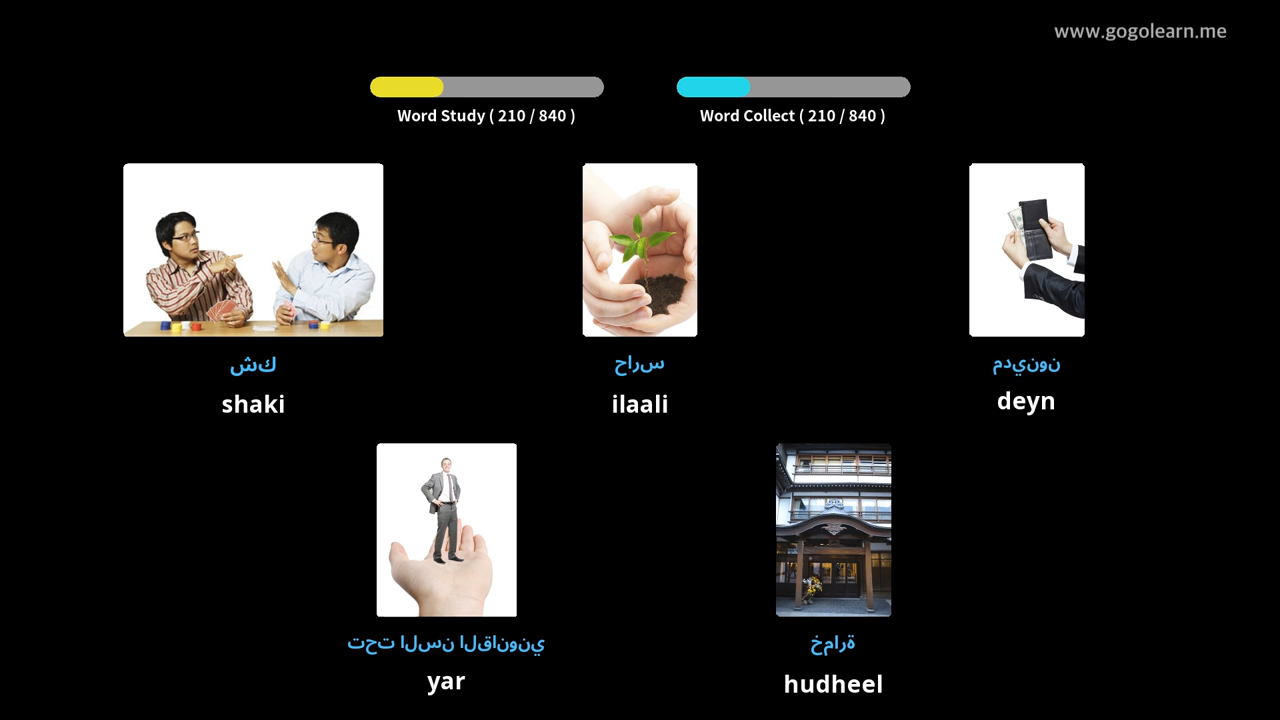 www.gogolearn.me
Word Study ( 210 / 840 )
Word Collect ( 210 / 840 )
شك
حارس
مدينون
shaki
ilaali
deyn
تحت السن القانوني
خمارة
yar
hudheel